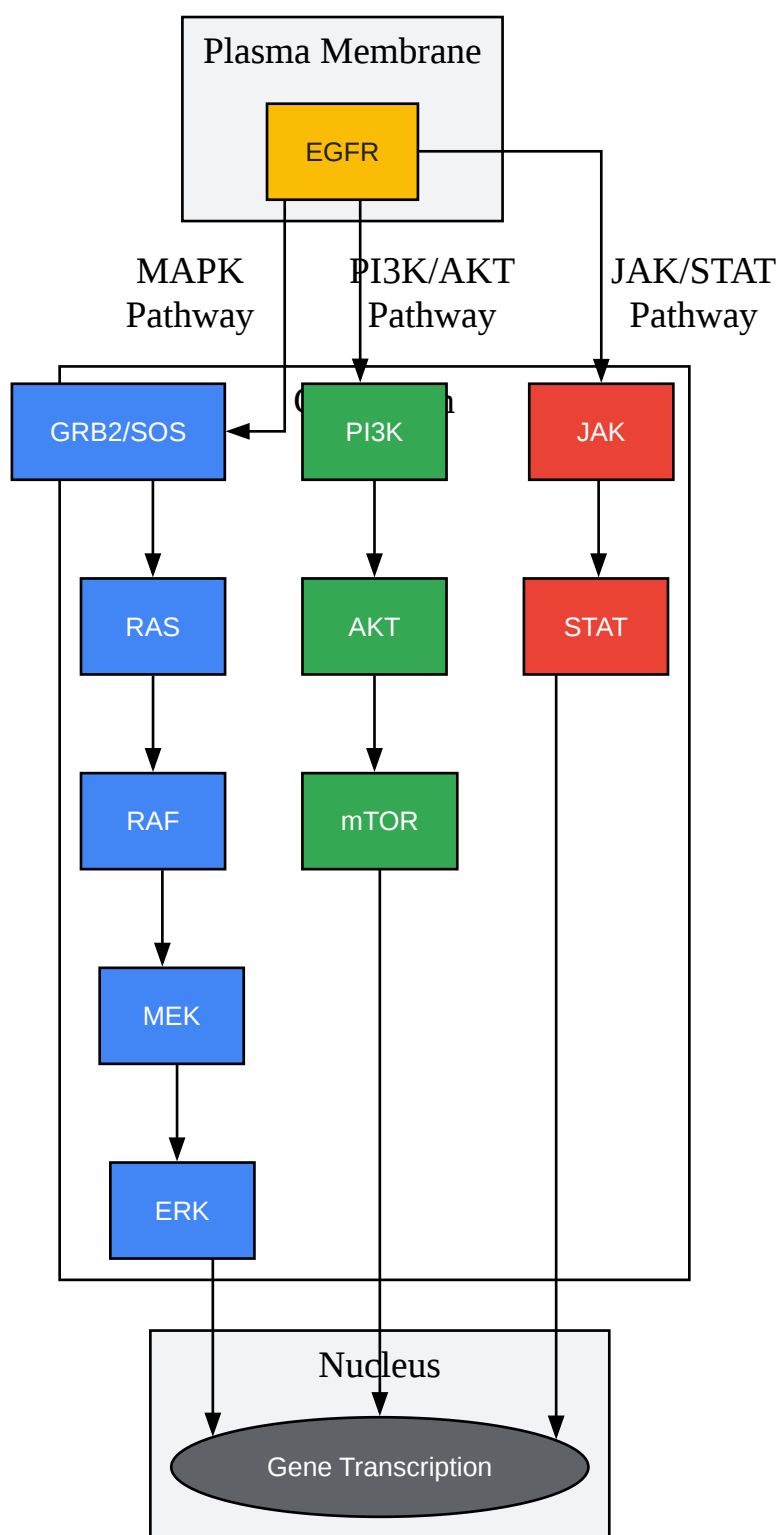 Plasma Membrane
EGFR
MAPK
Pathway
PI3K/AKT
Pathway
JAK/STAT
Pathway
GRB2/SOS
PI3K
JAK
RAS
AKT
STAT
RAF
mTOR
MEK
ERK
Nucleus
Gene Transcription